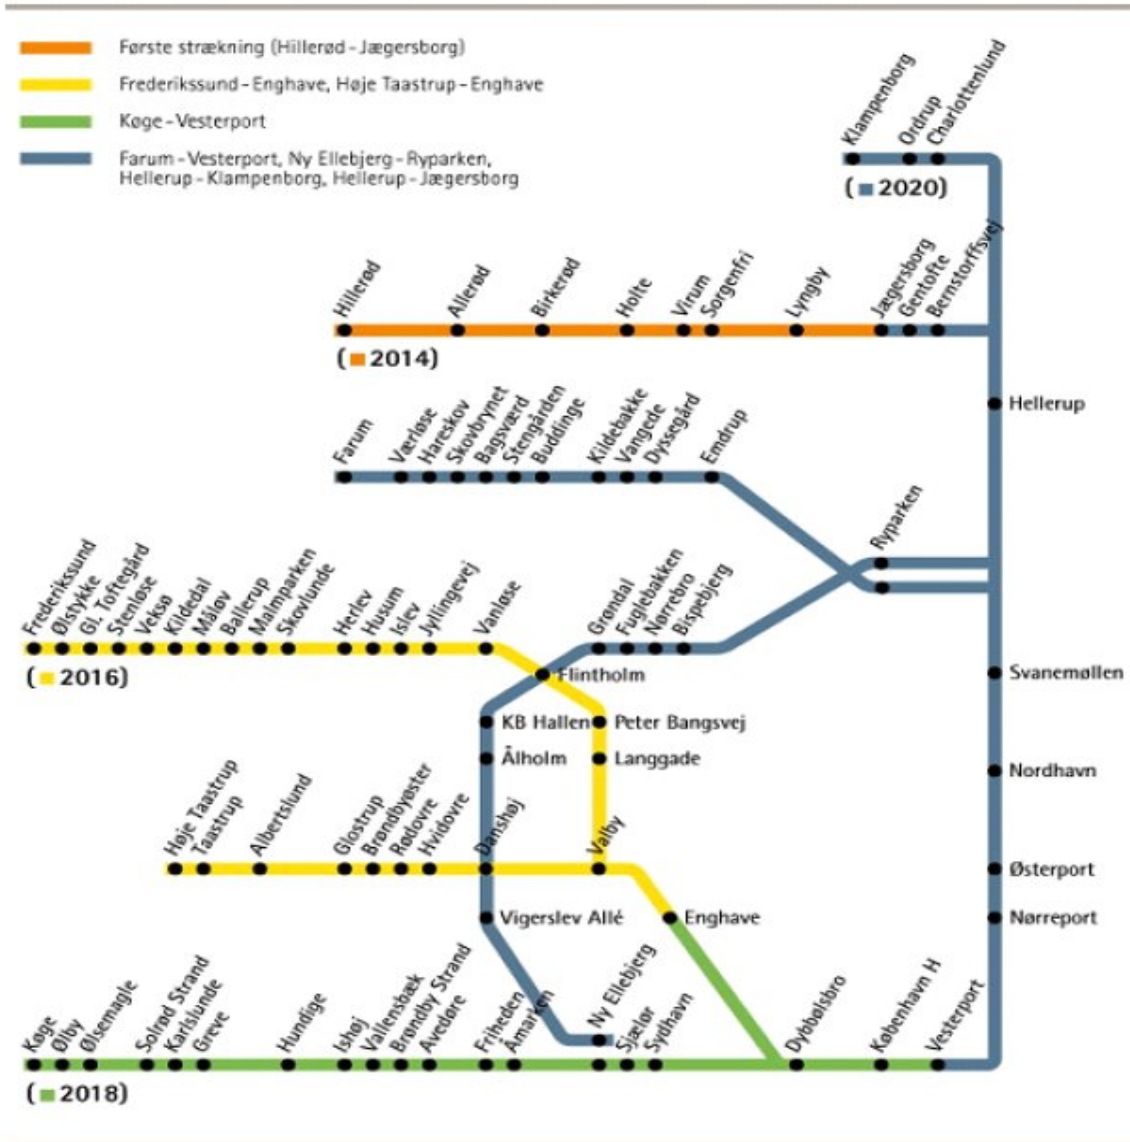 Første strækning (Hillerød - Jægersborg)
Frederikssund - Enghave, Høje Taastrup - Enghave
Køge - Vesterport
Farum - Vesterport, Ny Ellebjerg - Ryparken,
Hellerup - Klampenborg, Hellerup - Jægersborg
Klampenborg
Ordrup
Charlottenlund
(2020)
Hillerød
Allerød
Birkerød
Holte
Virum
Sorgenfri
Lyngby
Jægersborg
Gentofte
Bernstorffsvej
(2014)
Hellerup
Farum
Værløse
Hareskov
Skovbrynet
Bagsværd
Stengården
Buddinge
Kildebakke
Vangede
Dyssegård
Emdrup
Ryparken
Frederikssund
Ølstykke
Gl. Toftegård
Stenløse
Veksø
Kildedal
Måløv
Ballerup
Malmparken
Skovlunde
Herlev
Husum
Islev
Jyllingevej
Vanløse
Grøndal
Fuglebakken
Nørrebro
Bispebjerg
(2016)
Flintholm
Svanemøllen
KB Hallen
Peter Bangsvej
Ålholm
Langgade
Nordhavn
Høje Taastrup
Taastrup
Albertslund
Glostrup
Brøndbyøster
Rødovre
Hvidovre
Danshøj
Valby
Østerport
Vigerslev Allé
Enghave
Nørreport
Køge
Ølby
Ølsemagle
Solrød Strand
Karlslunde
Greve
Hundige
Ishøj
Vallensbæk
Brøndby Strand
Avedøre
Friheden
Åmarken
Ny Ellebjerg
Sjælør
Sydhavn
Dybbølsbro
København H
Vesterport
(2018)